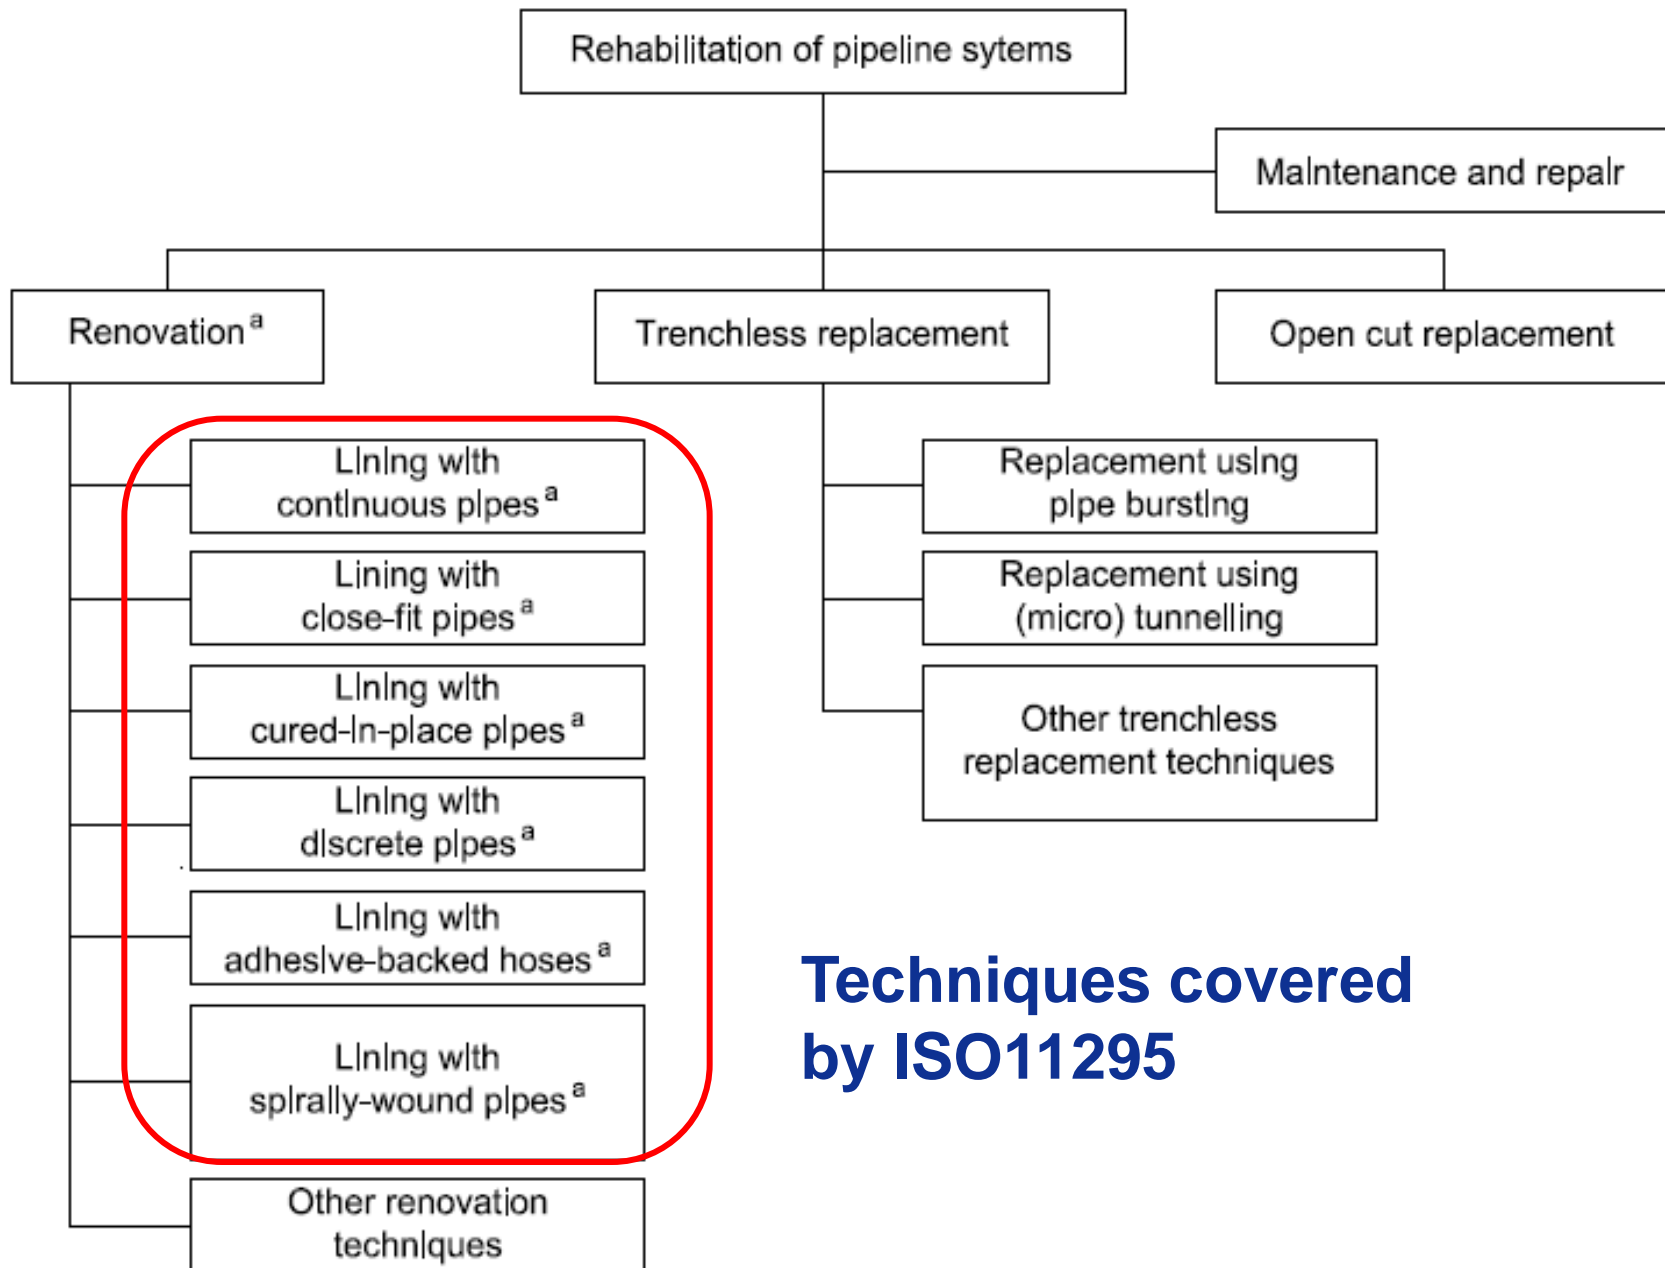 Rehabilitation of pipeline sytems
Maintenance and repair
Renovation a
Trenchless replacement
Open cut replacement
Lining with
continuous pipes a
Lining with
close-fit pipes a
Lining with
cured-in-place pipes a
Lining with
discrete pipes a
Lining with
adhesive-backed hoses a
Lining with
spirally-wound pipes a
Other renovation
techniques
Replacement using
pipe bursting
Replacement using
(micro) tunnelling
Other trenchless
replacement techniques
Techniques covered
by ISO11295